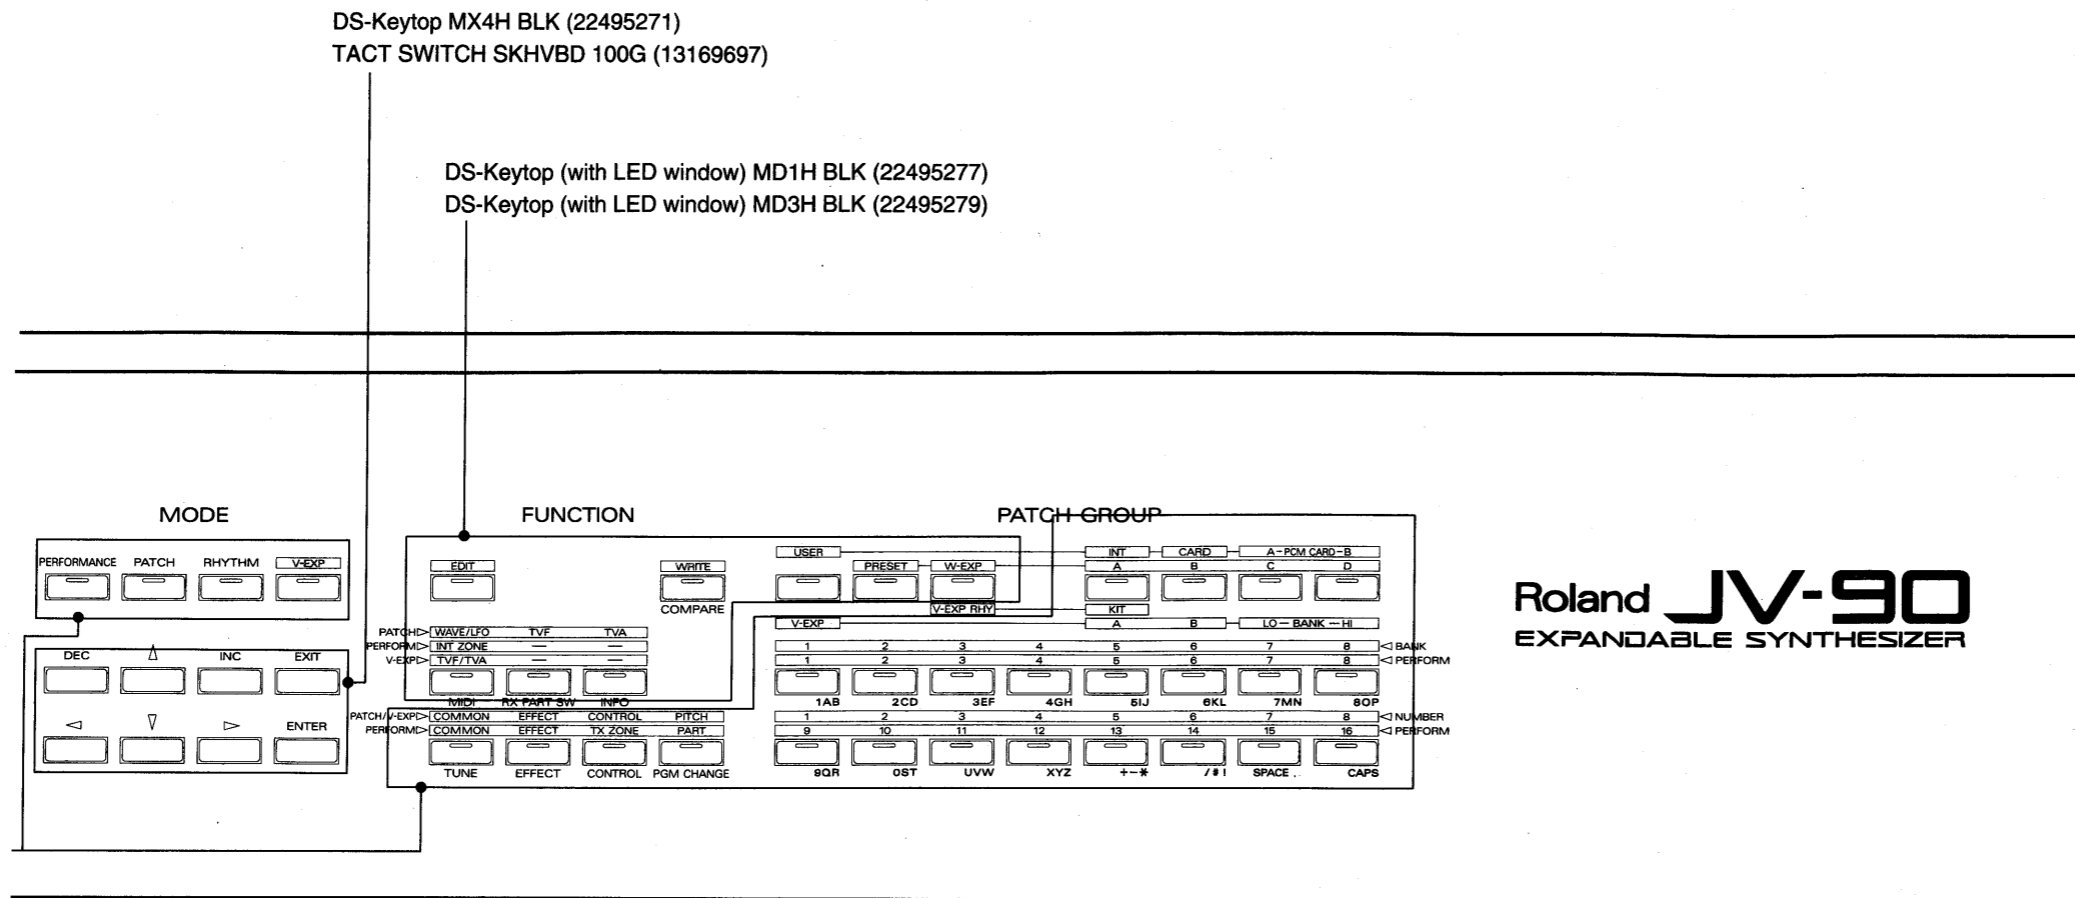 DS-Keytop MX4H BLK (22495271)
TACT SWITCH SKHVBD 100G (13169697)
DS-Keytop (with LED window) MD1H BLK (22495277)
DS-Keytop (with LED window) MD3H BLK (22495279)
MODE FUNCTION PATCH GROUP
USER INT CARD A-PCM CARD-B
PERFORMANCE PATCH RHYTHM V-EXP EDIT WRITE PRESET W-EXP A B C D
COMPARE V-EXP RHY KIT
V-EXP A B LO-BANK-HI
PATCH▷ WAVE/LFO TVF TVA
PERFORM▷ INT ZONE — — 1 2 3 4 5 6 7 8 ◁BANK
V-EXP▷ TVF/TVA — — 1 2 3 4 5 6 7 8 ◁PERFORM
DEC △ INC EXIT
MIDI RX PART SW INFO 1AB 2CD 3EF 4GH 5IJ 6KL 7MN 8OP
PATCH/V-EXP▷ COMMON EFFECT CONTROL PITCH 1 2 3 4 5 6 7 8 ◁NUMBER
PERFORM▷ COMMON EFFECT TX ZONE PART 9 10 11 12 13 14 15 16 ◁PERFORM
◁ ▽ ▷ ENTER
TUNE EFFECT CONTROL PGM CHANGE 9QR 0ST UVW XYZ +-* /#! SPACE CAPS
Roland JV-90
EXPANDABLE SYNTHESIZER